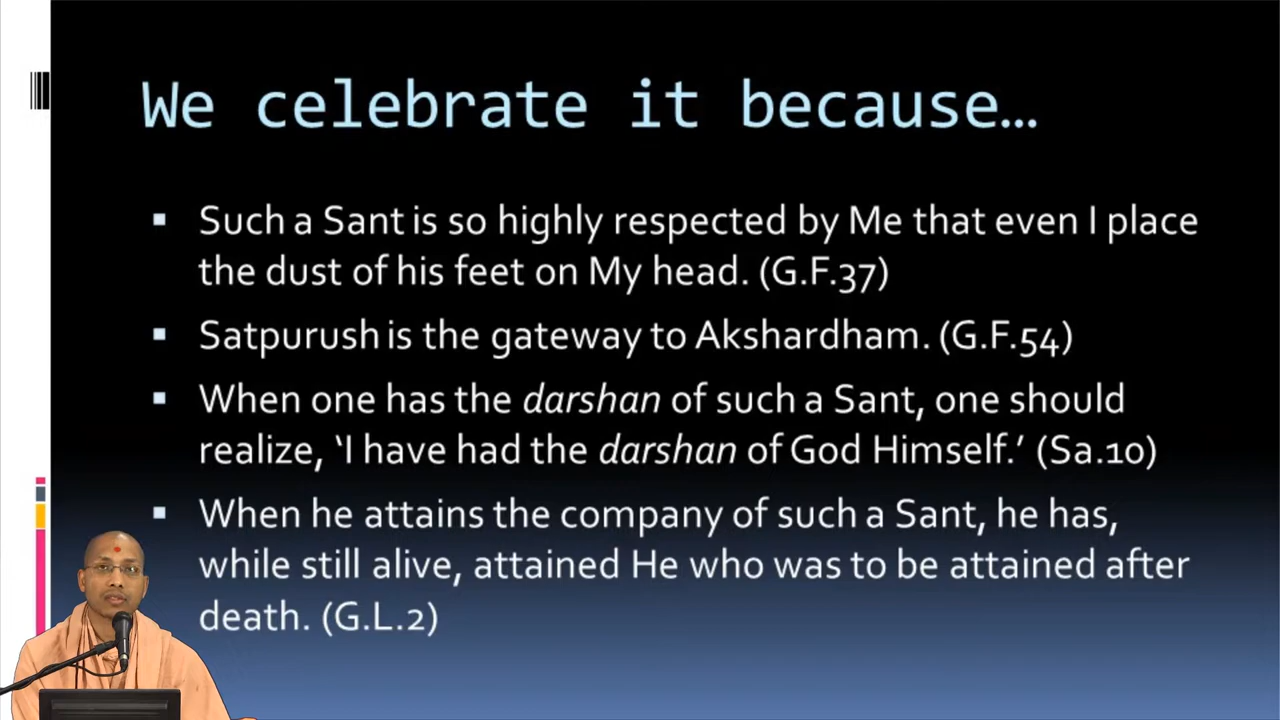 We celebrate it because…
Such a Sant is so highly respected by Me that even I place
the dust of his feet on My head. (G.F.37)
Satpurush is the gateway to Akshardham. (G.F.54)
When one has the darshan of such a Sant, one should
realize, ‘I have had the darshan of God Himself.’ (Sa.10)
When he attains the company of such a Sant, he has,
while still alive, attained He who was to be attained after
death. (G.L.2)